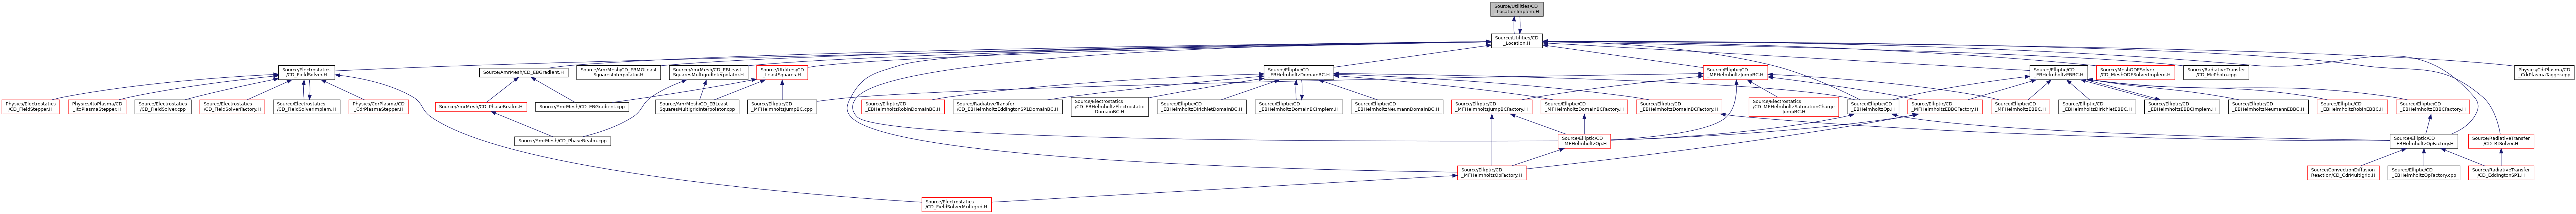 Source/Utilities/CD
_LocationImplem.H
Source/Utilities/CD
_Location.H
Source/Electrostatics
/CD_FieldSolver.H
Source/AmrMesh/CD_EBGradient.H
Source/AmrMesh/CD_EBMGLeast
SquaresInterpolator.H
Source/AmrMesh/CD_EBLeast
SquaresMultigridInterpolator.H
Source/Utilities/CD
_LeastSquares.H
Source/Elliptic/CD
_EBHelmholtzDomainBC.H
Source/Elliptic/CD
_MFHelmholtzJumpBC.H
Source/Elliptic/CD
_EBHelmholtzEBBC.H
Source/MeshODESolver
/CD_MeshODESolverImplem.H
Source/RadiativeTransfer
/CD_McPhoto.cpp
Physics/CdrPlasma/CD
_CdrPlasmaTagger.cpp
Physics/Electrostatics
/CD_FieldStepper.H
Physics/ItoPlasma/CD
_ItoPlasmaStepper.H
Source/Electrostatics
/CD_FieldSolver.cpp
Source/Electrostatics
/CD_FieldSolverFactory.H
Source/Electrostatics
/CD_FieldSolverImplem.H
Physics/CdrPlasma/CD
_CdrPlasmaStepper.H
Source/AmrMesh/CD_PhaseRealm.H
Source/AmrMesh/CD_EBGradient.cpp
Source/AmrMesh/CD_EBLeast
SquaresMultigridInterpolator.cpp
Source/Elliptic/CD
_MFHelmholtzJumpBC.cpp
Source/Elliptic/CD
_EBHelmholtzRobinDomainBC.H
Source/RadiativeTransfer
/CD_EBHelmholtzEddingtonSP1DomainBC.H
Source/Electrostatics
/CD_EBHelmholtzElectrostatic
DomainBC.H
Source/Elliptic/CD
_EBHelmholtzDirichletDomainBC.H
Source/Elliptic/CD
_EBHelmholtzDomainBCImplem.H
Source/Elliptic/CD
_EBHelmholtzNeumannDomainBC.H
Source/Elliptic/CD
_MFHelmholtzJumpBCFactory.H
Source/Elliptic/CD
_MFHelmholtzDomainBCFactory.H
Source/Elliptic/CD
_EBHelmholtzDomainBCFactory.H
Source/Electrostatics
/CD_MFHelmholtzSaturationCharge
JumpBC.H
Source/Elliptic/CD
_EBHelmholtzOp.H
Source/Elliptic/CD
_MFHelmholtzEBBCFactory.H
Source/Elliptic/CD
_MFHelmholtzEBBC.H
Source/Elliptic/CD
_EBHelmholtzDirichletEBBC.H
Source/Elliptic/CD
_EBHelmholtzEBBCImplem.H
Source/Elliptic/CD
_EBHelmholtzNeumannEBBC.H
Source/Elliptic/CD
_EBHelmholtzRobinEBBC.H
Source/Elliptic/CD
_EBHelmholtzEBBCFactory.H
Source/AmrMesh/CD_PhaseRealm.cpp
Source/Elliptic/CD
_MFHelmholtzOp.H
Source/Elliptic/CD
_EBHelmholtzOpFactory.H
Source/RadiativeTransfer
/CD_RtSolver.H
Source/Elliptic/CD
_MFHelmholtzOpFactory.H
Source/ConvectionDiffusion
Reaction/CD_CdrMultigrid.H
Source/Elliptic/CD
_EBHelmholtzOpFactory.cpp
Source/RadiativeTransfer
/CD_EddingtonSP1.H
Source/Electrostatics
/CD_FieldSolverMultigrid.H